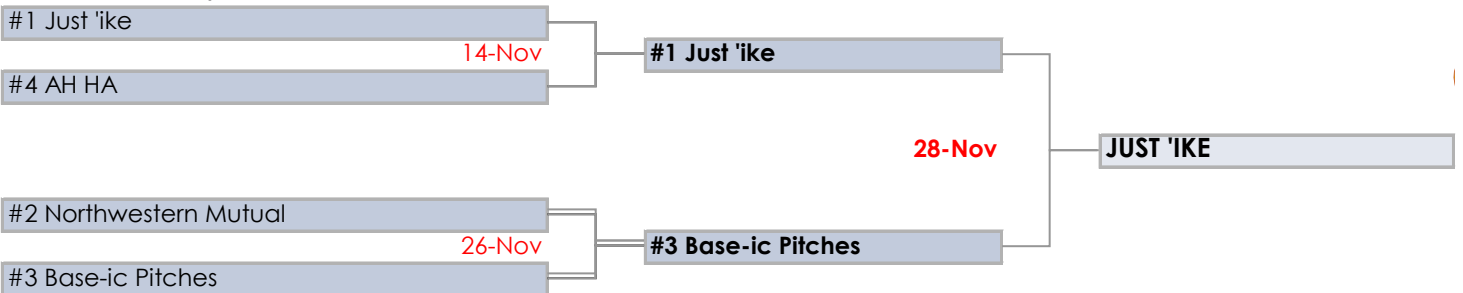 #1 Just 'ike
14-Nov
#4 AH HA
#1 Just 'ike
28-Nov
JUST 'IKE
#2 Northwestern Mutual
26-Nov
#3 Base-ic Pitches
#3 Base-ic Pitches